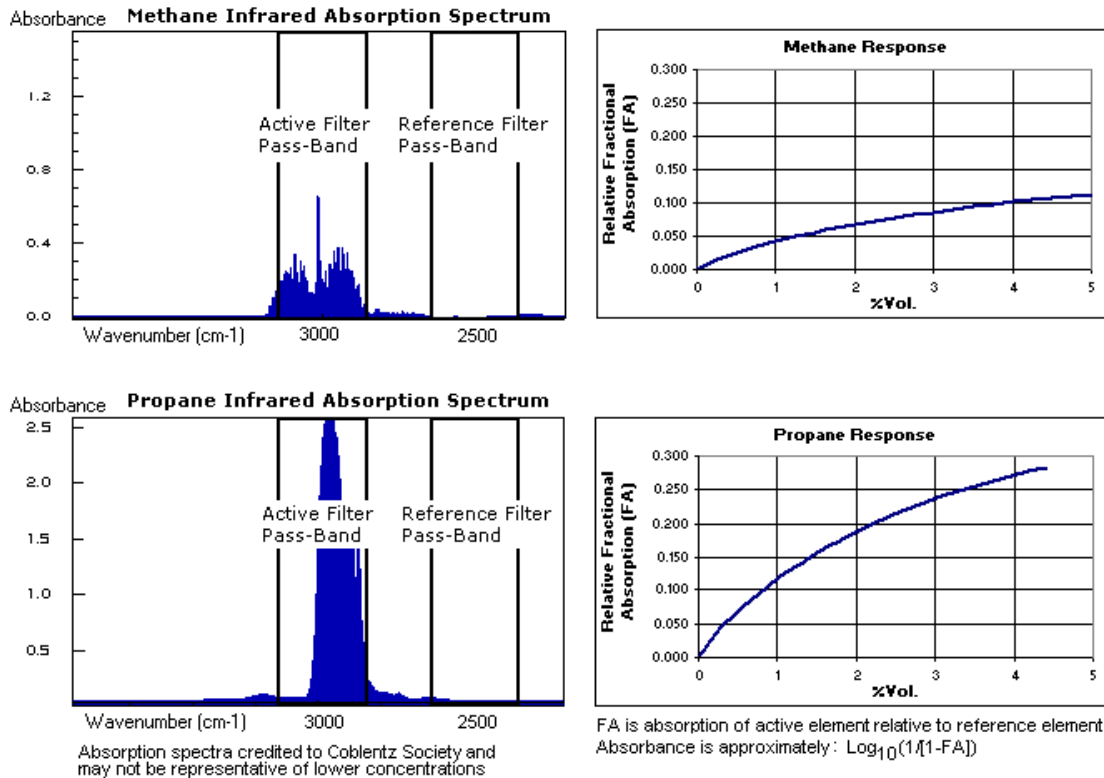 Absorbance Methane Infrared Absorption Spectrum
1.2
0.8
0.4
0.0
Active Filter
Pass-Band
Reference Filter
Pass-Band
Wavenumber (cm-1) 3000 2500
Methane Response
Relative Fractional
Absorption (FA)
0.300
0.250
0.200
0.150
0.100
0.050
0.000
0 1 2 3 4 5
%Vol.
Absorbance Propane Infrared Absorption Spectrum
2.5
2.0
1.5
1.0
0.5
Active Filter
Pass-Band
Reference Filter
Pass-Band
Wavenumber (cm-1) 3000 2500
Absorption spectra credited to Coblentz Society and
may not be representative of lower concentrations
Propane Response
Relative Fractional
Absorption (FA)
0.300
0.250
0.200
0.150
0.100
0.050
0.000
0 1 2 3 4 5
%Vol.
FA is absorption of active element relative to reference element
Absorbance is approximately: Log10(1/[1-FA])